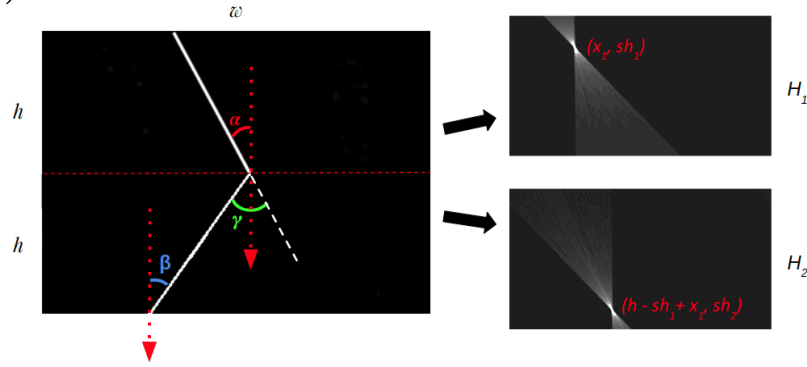 )
w
h
α
h
γ
β
(x₁, sh₁)
H₁
(h - sh₁+ x₁, sh₂)
H₂